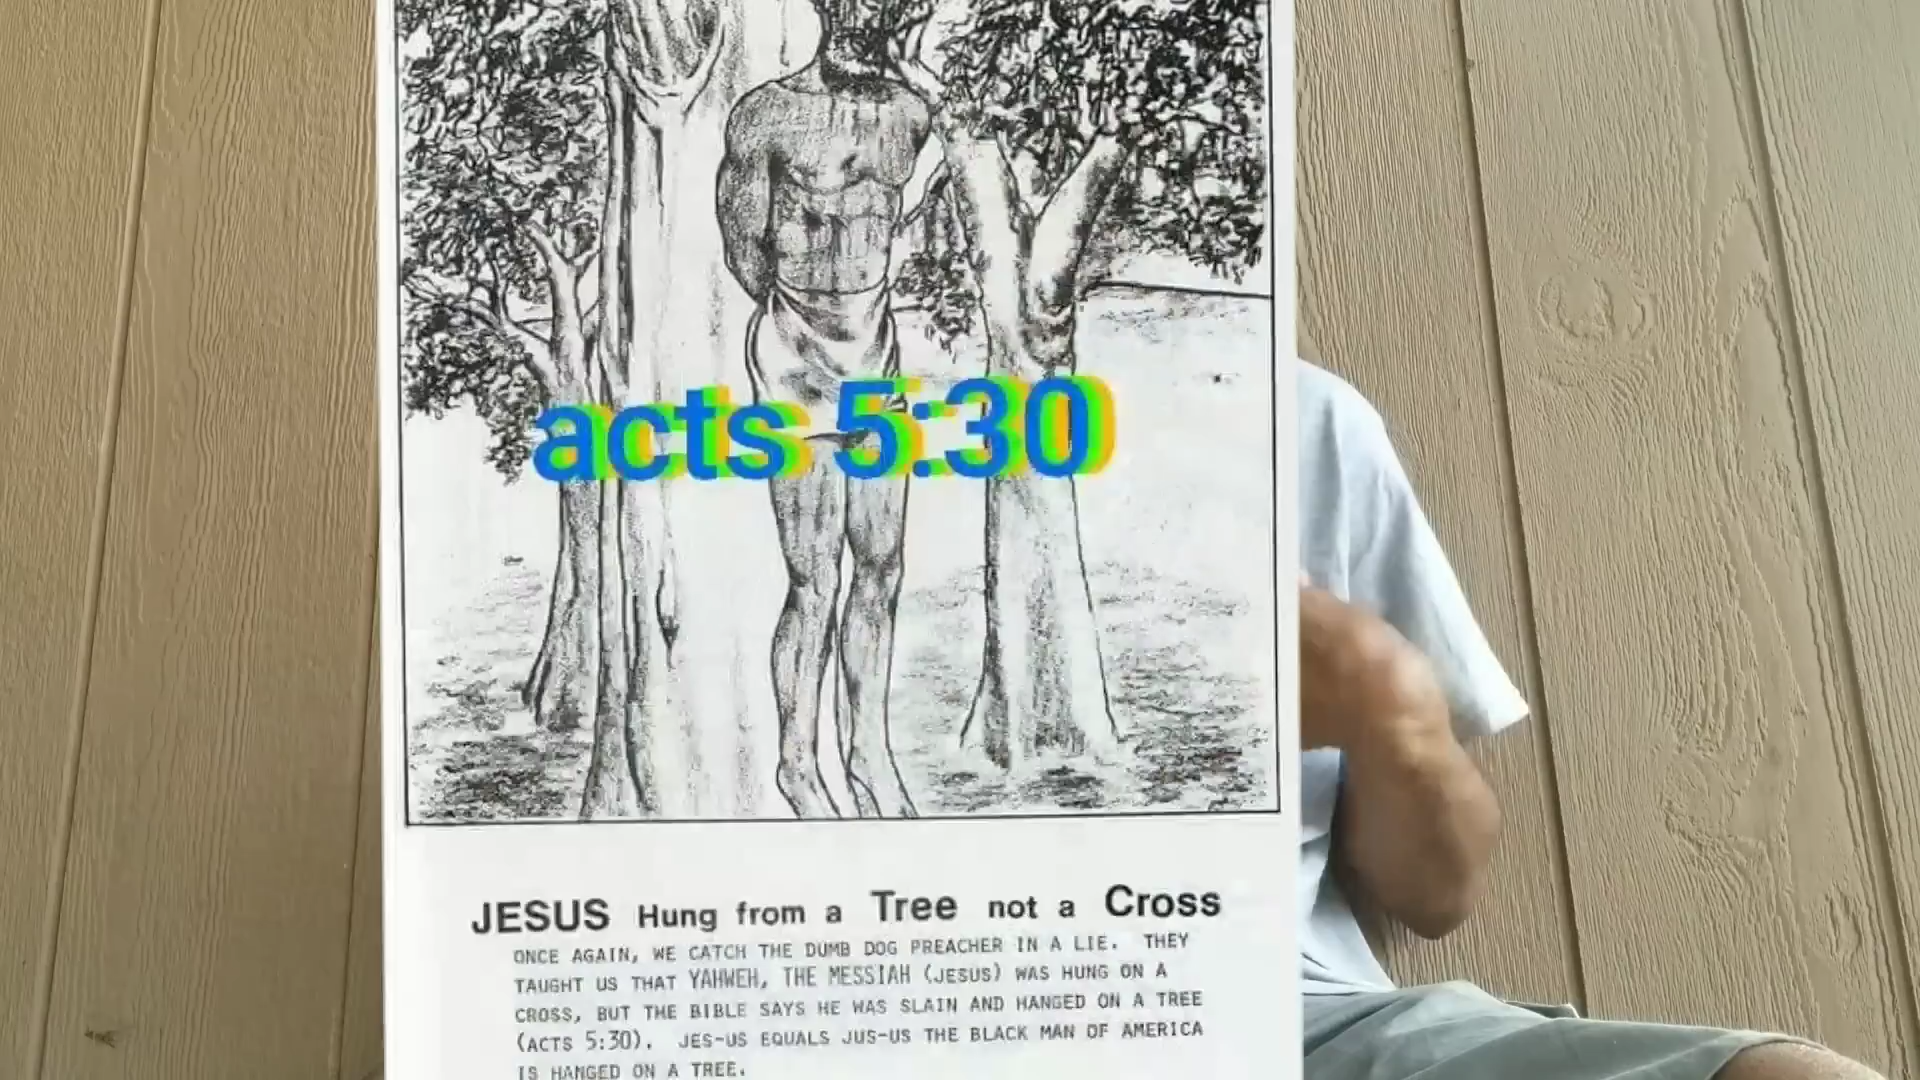 acts 5:30
JESUS Hung from a Tree not a Cross
ONCE AGAIN, WE CATCH THE DUMB DOG PREACHER IN A LIE. THEY
TAUGHT US THAT YAHWEH, THE MESSIAH (JESUS) WAS HUNG ON A
CROSS, BUT THE BIBLE SAYS HE WAS SLAIN AND HANGED ON A TREE
(ACTS 5:30). JES-US EQUALS JUS-US THE BLACK MAN OF AMERICA
IS HANGED ON A TREE.